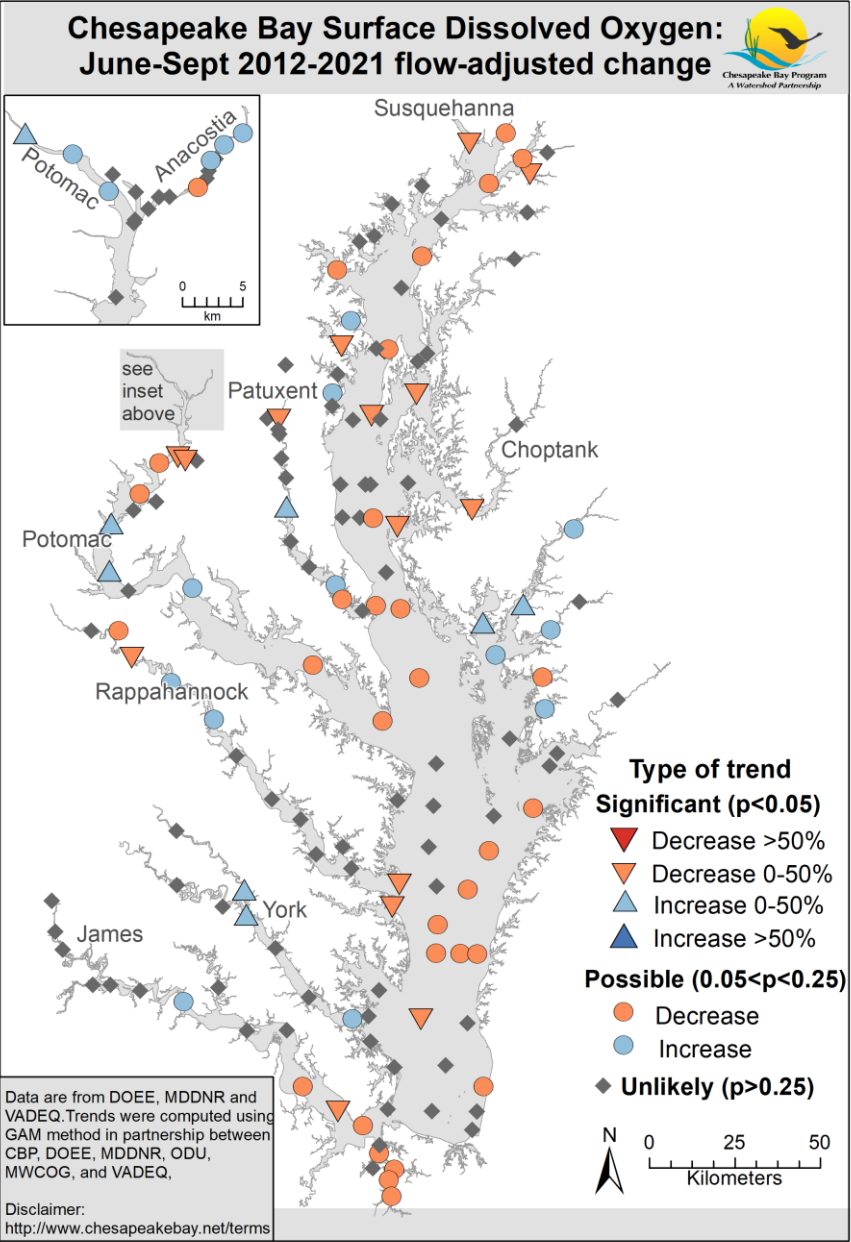 Chesapeake Bay Surface Dissolved Oxygen:
June-Sept 2012-2021 flow-adjusted change
Chesapeake Bay Program
A Watershed Partnership
Susquehanna
Anacostia
Potomac
0 5
km
see
inset
above
Patuxent
Choptank
Potomac
Rappahannock
York
James
Type of trend
Significant (p<0.05)
Decrease >50%
Decrease 0-50%
Increase 0-50%
Increase >50%
Possible (0.05<p<0.25)
Decrease
Increase
Unlikely (p>0.25)
N
0 25 50
Kilometers
Data are from DOEE, MDDNR and
VADEQ.Trends were computed using
GAM method in partnership between
CBP, DOEE, MDDNR, ODU,
MWCOG, and VADEQ,
Disclaimer:
http://www.chesapeakebay.net/terms